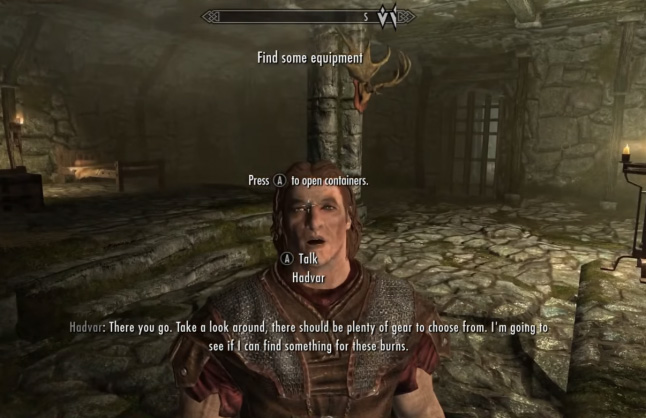 S
Find some equipment
Press A to open containers.
A Talk
Hadvar
Hadvar: There you go. Take a look around, there should be plenty of gear to choose from. I'm going to
see if I can find something for these burns.